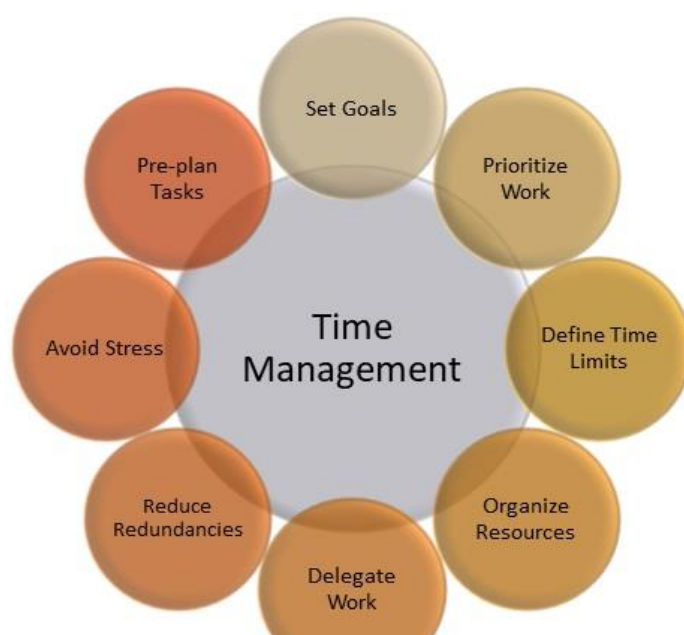 Set Goals
Pre-plan
Tasks
Prioritize
Work
Time
Management
Avoid Stress
Define Time
Limits
Reduce
Redundancies
Organize
Resources
Delegate
Work